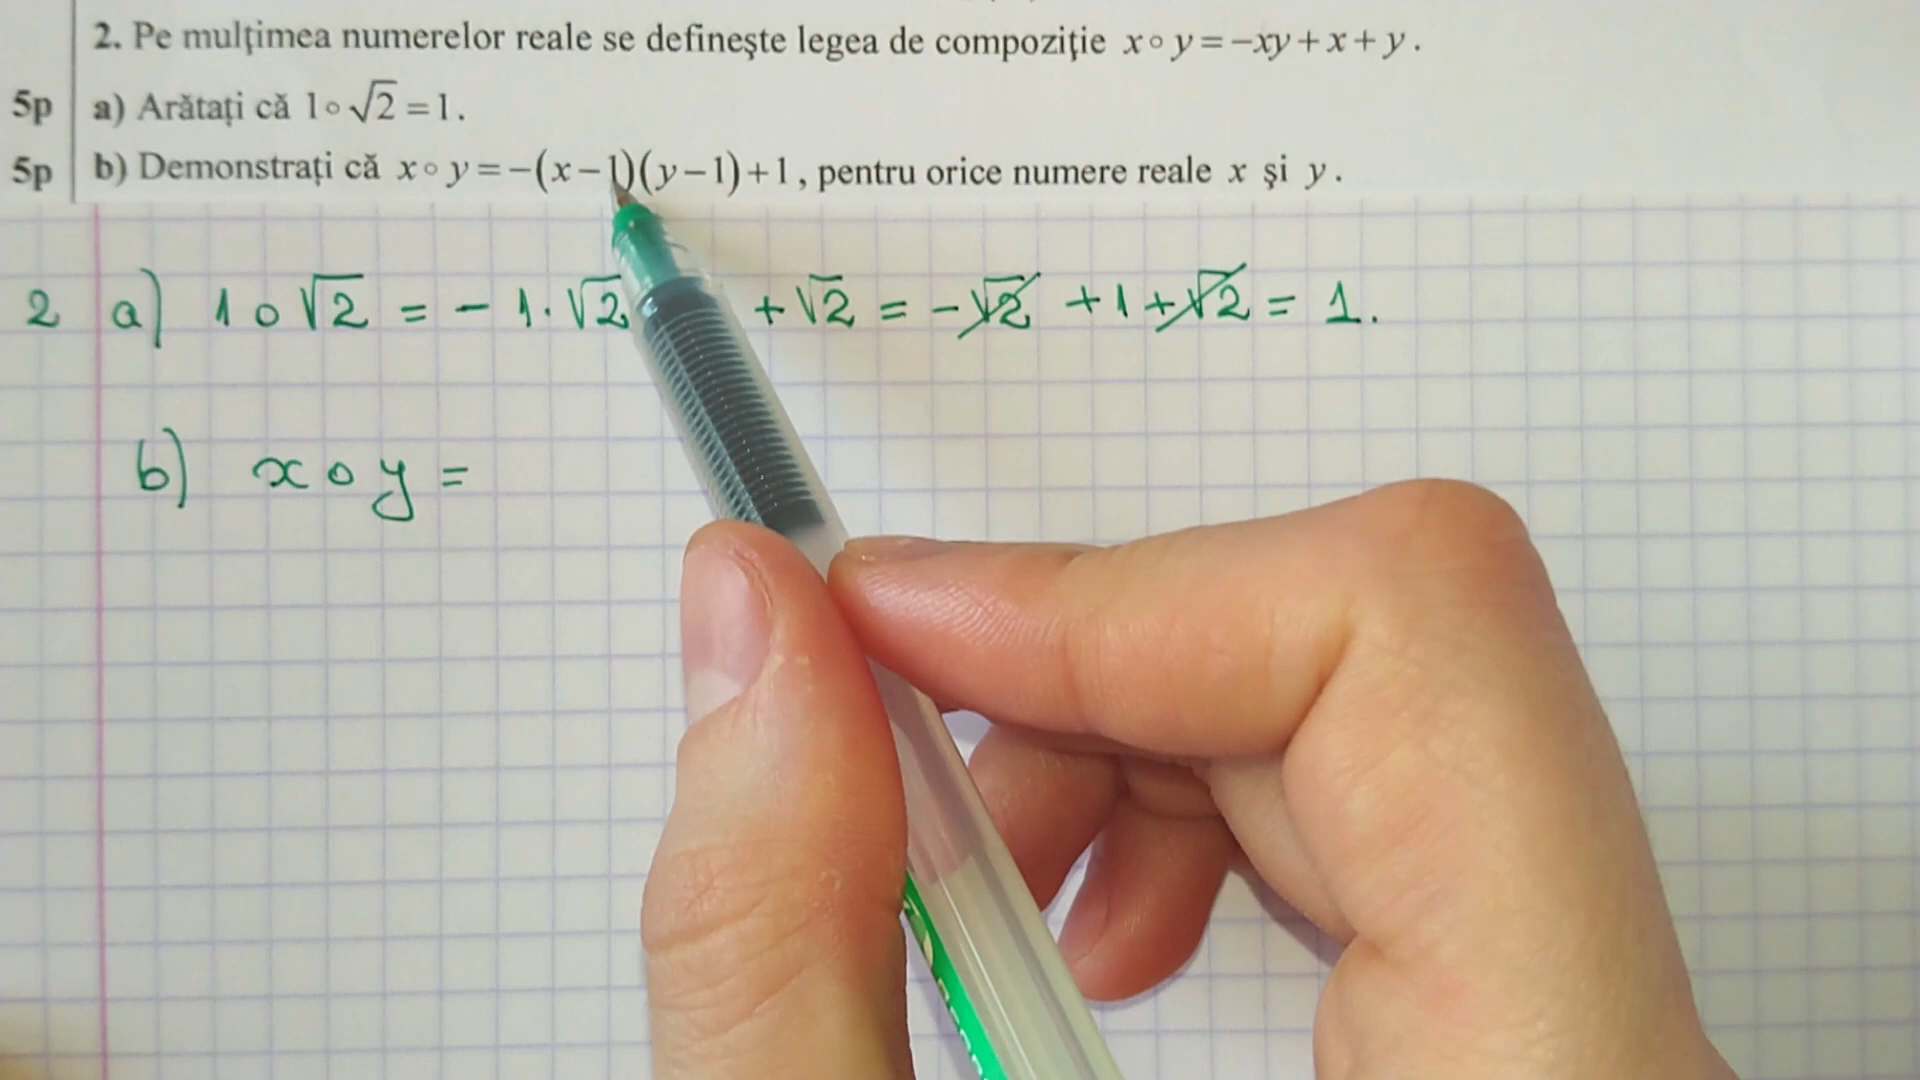 2. Pe mulţimea numerelor reale se defineşte legea de compoziţie x∘y=−xy+x+y.
5p a) Arătaţi că 1∘√2=1.
5p b) Demonstraţi că x∘y=−(x−1)(y−1)+1, pentru orice numere reale x şi y.
2 a) 1∘√2 = − 1·√2 +√2 = −√2 +1+√2 = 1.
b) x∘y =